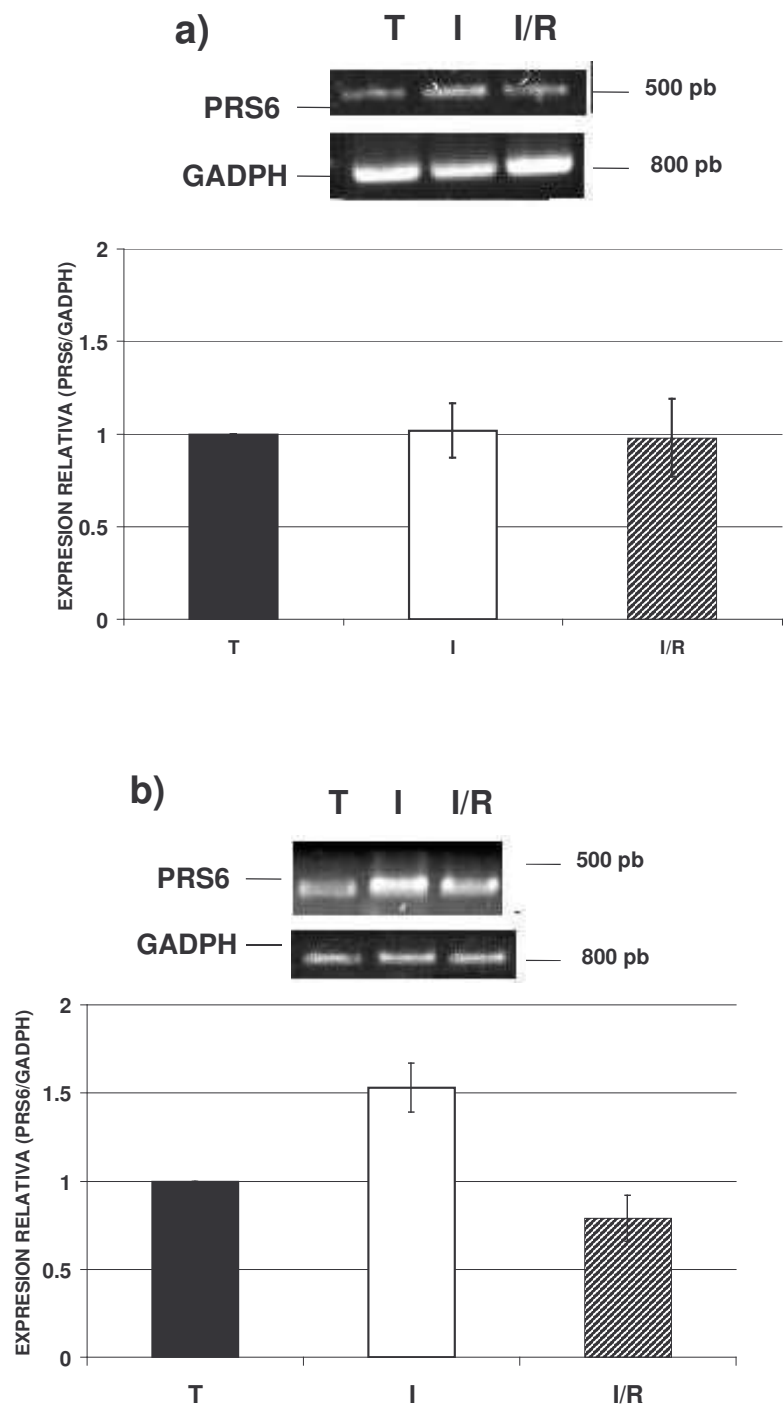 a)
T I I/R
PRS6
500 pb
GADPH
800 pb
EXPRESION RELATIVA (PRS6/GADPH)
2
1.5
1
0.5
0
T I I/R
b)
T I I/R
PRS6
500 pb
GADPH
800 pb
EXPRESION RELATIVA (PRS6/GADPH)
2
1.5
1
0.5
0
T I I/R